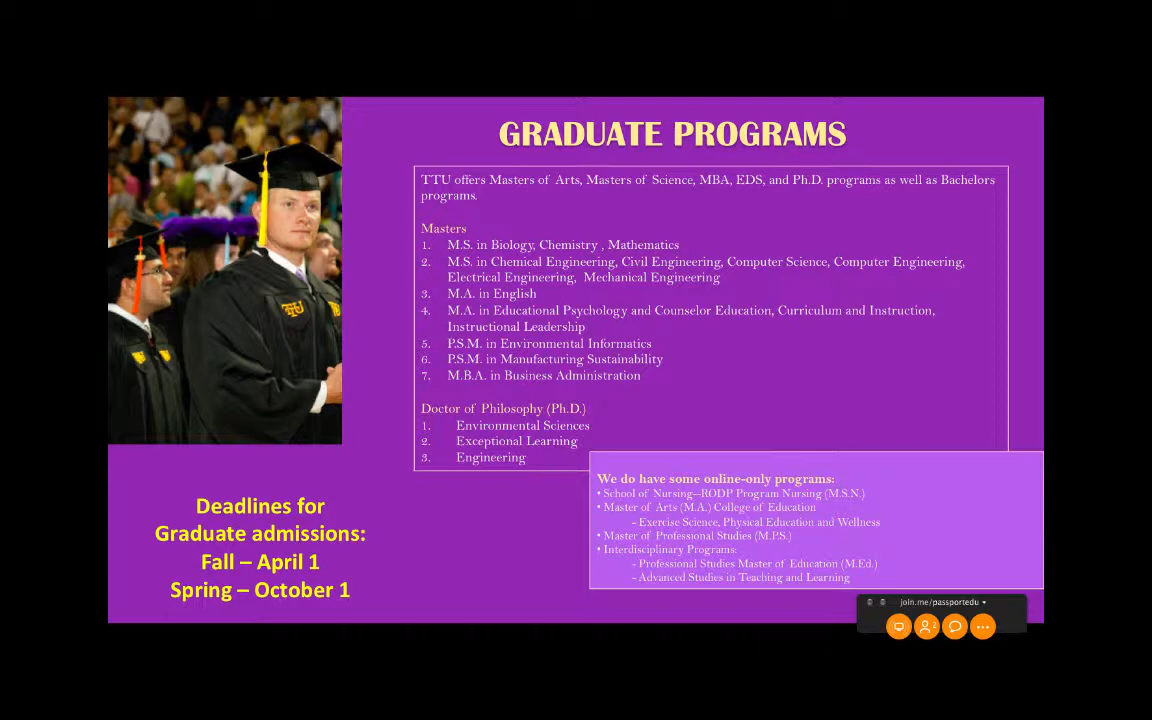 GRADUATE PROGRAMS
TTU offers Masters of Arts, Masters of Science, MBA, EDS, and Ph.D. programs as well as Bachelors
programs.
Masters
1. M.S. in Biology, Chemistry , Mathematics
2. M.S. in Chemical Engineering, Civil Engineering, Computer Science, Computer Engineering,
Electrical Engineering, Mechanical Engineering
3. M.A. in English
4. M.A. in Educational Psychology and Counselor Education, Curriculum and Instruction,
Instructional Leadership
5. P.S.M. in Environmental Informatics
6. P.S.M. in Manufacturing Sustainability
7. M.B.A. in Business Administration
Doctor of Philosophy (Ph.D.)
1. Environmental Sciences
2. Exceptional Learning
3. Engineering
We do have some online-only programs:
• School of Nursing—RODP Program Nursing (M.S.N.)
• Master of Arts (M.A.) College of Education
- Exercise Science, Physical Education and Wellness
• Master of Professional Studies (M.P.S.)
• Interdisciplinary Programs:
- Professional Studies Master of Education (M.Ed.)
- Advanced Studies in Teaching and Learning
Deadlines for
Graduate admissions:
Fall – April 1
Spring – October 1
TTU
join.me/passportedu
2